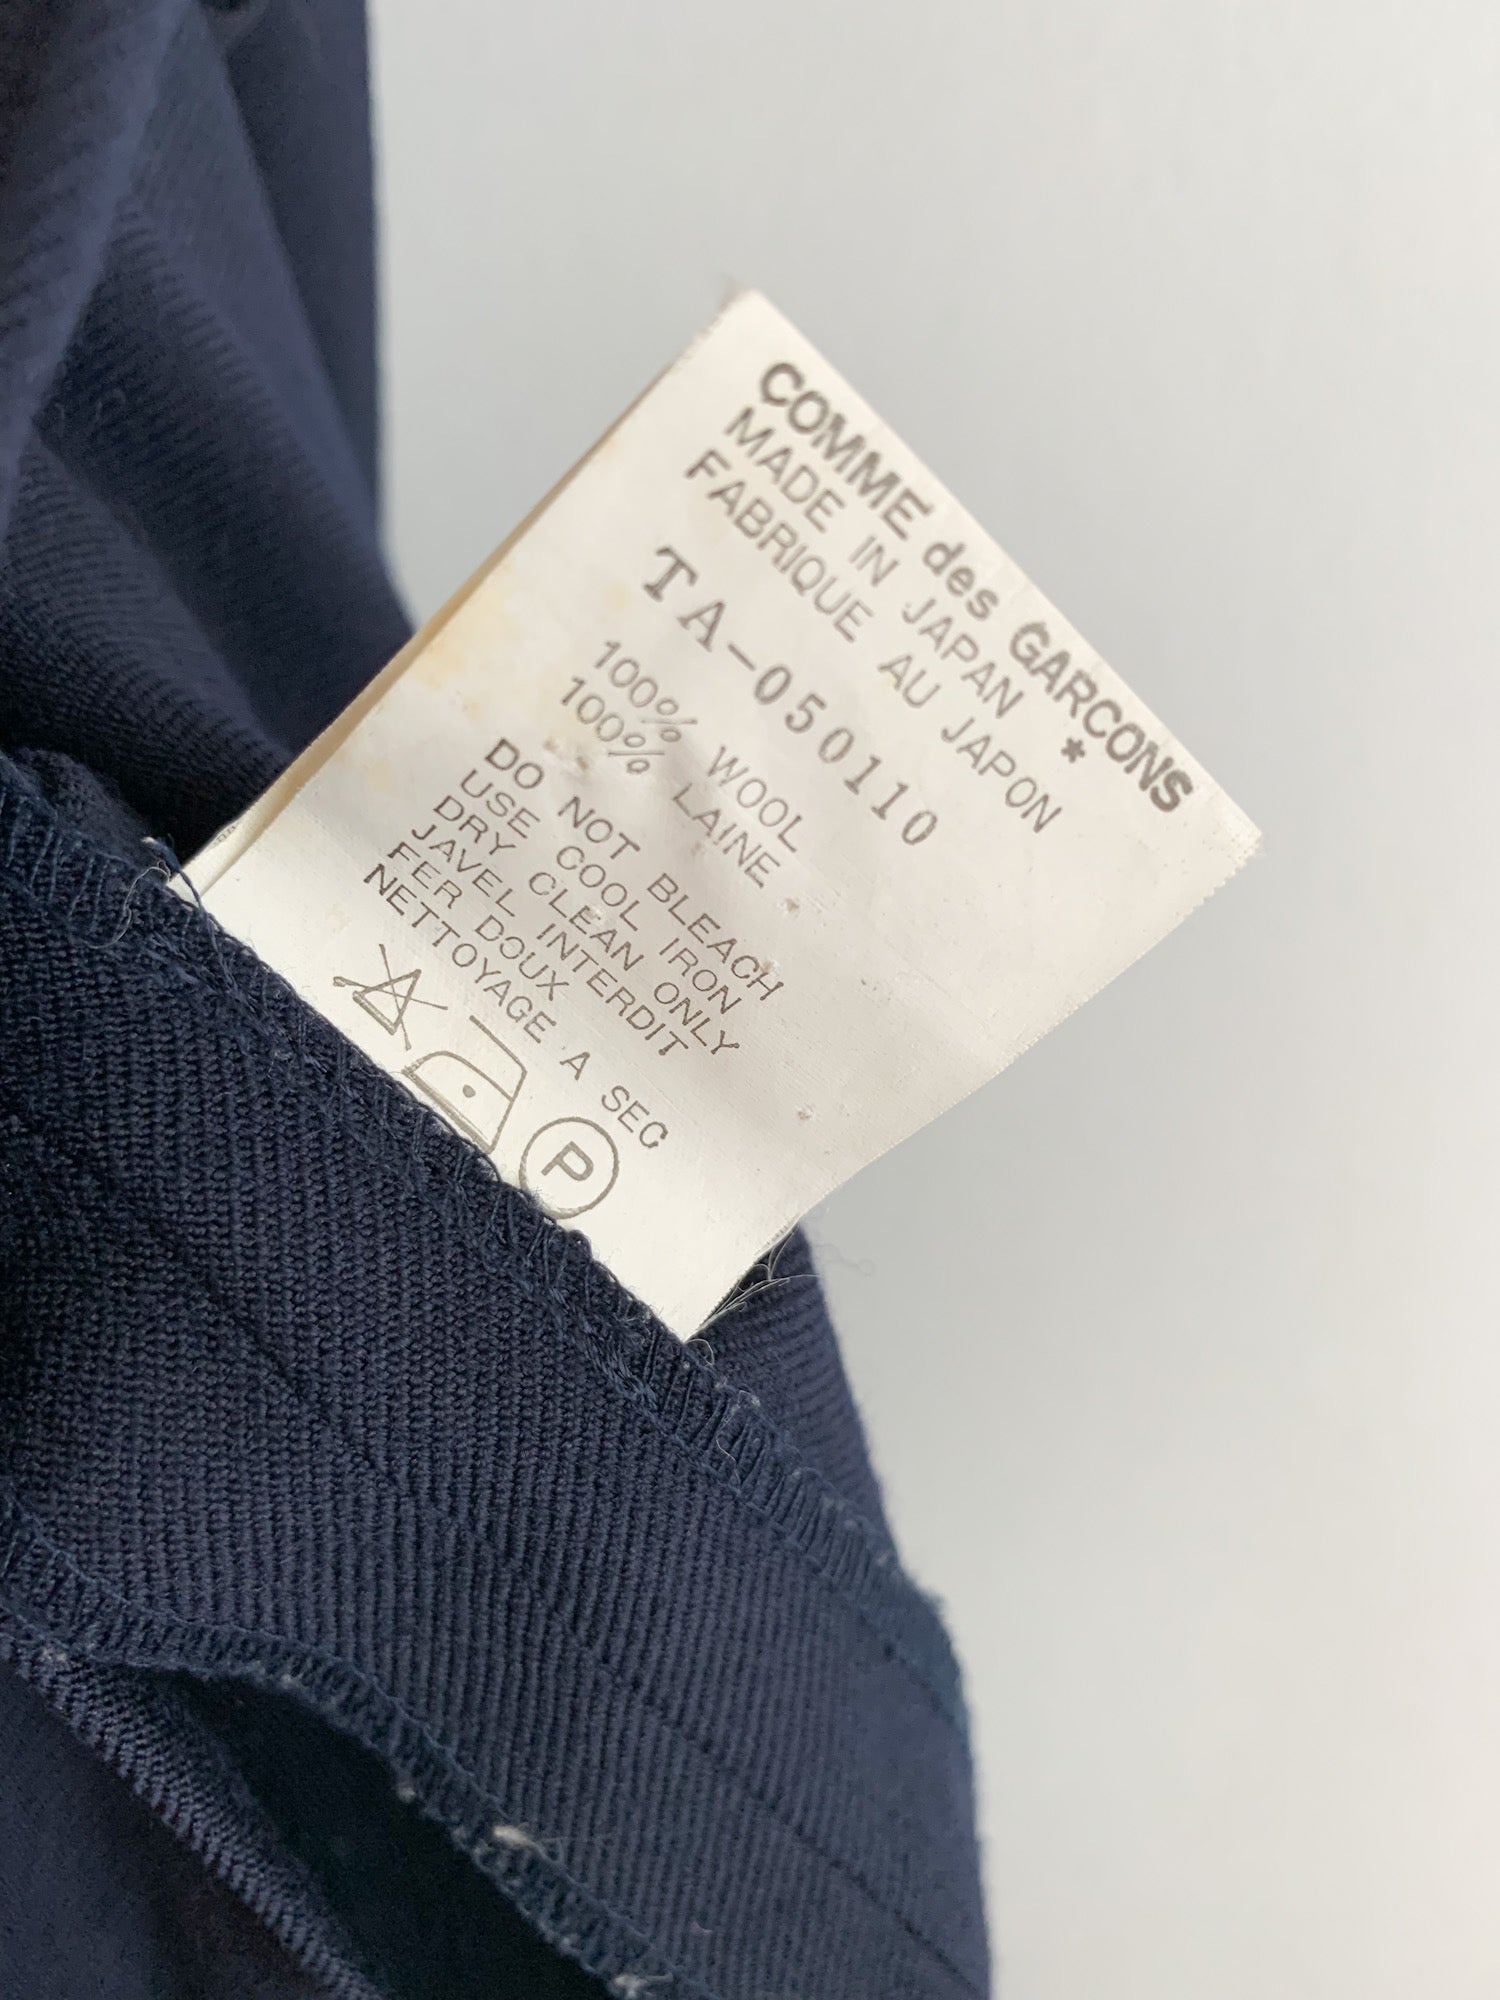 COMME des GARCONS
MADE IN JAPAN *
FABRIQUE AU JAPON
TA-050110
100% WOOL
100% LAINE
DO NOT BLEACH
USE COOL IRON
DRY CLEAN ONLY
JAVEL INTERDIT
FER DOUX
NETTOYAGE A SEC
P